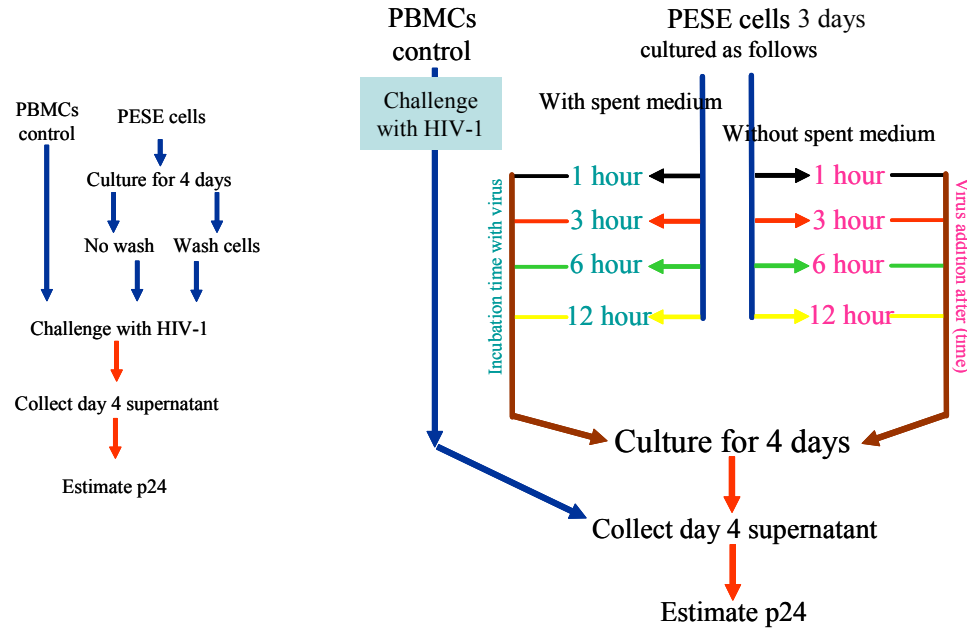 PBMCs
control
PESE cells
Culture for 4 days
No wash
Wash cells
Challenge with HIV-1
Collect day 4 supernatant
Estimate p24
PBMCs
control
Challenge
with HIV-1
PESE cells 3 days
cultured as follows
With spent medium
Without spent medium
Incubation time with virus
1 hour
3 hour
6 hour
12 hour
1 hour
3 hour
6 hour
12 hour
Virus addition after (time)
Culture for 4 days
Collect day 4 supernatant
Estimate p24